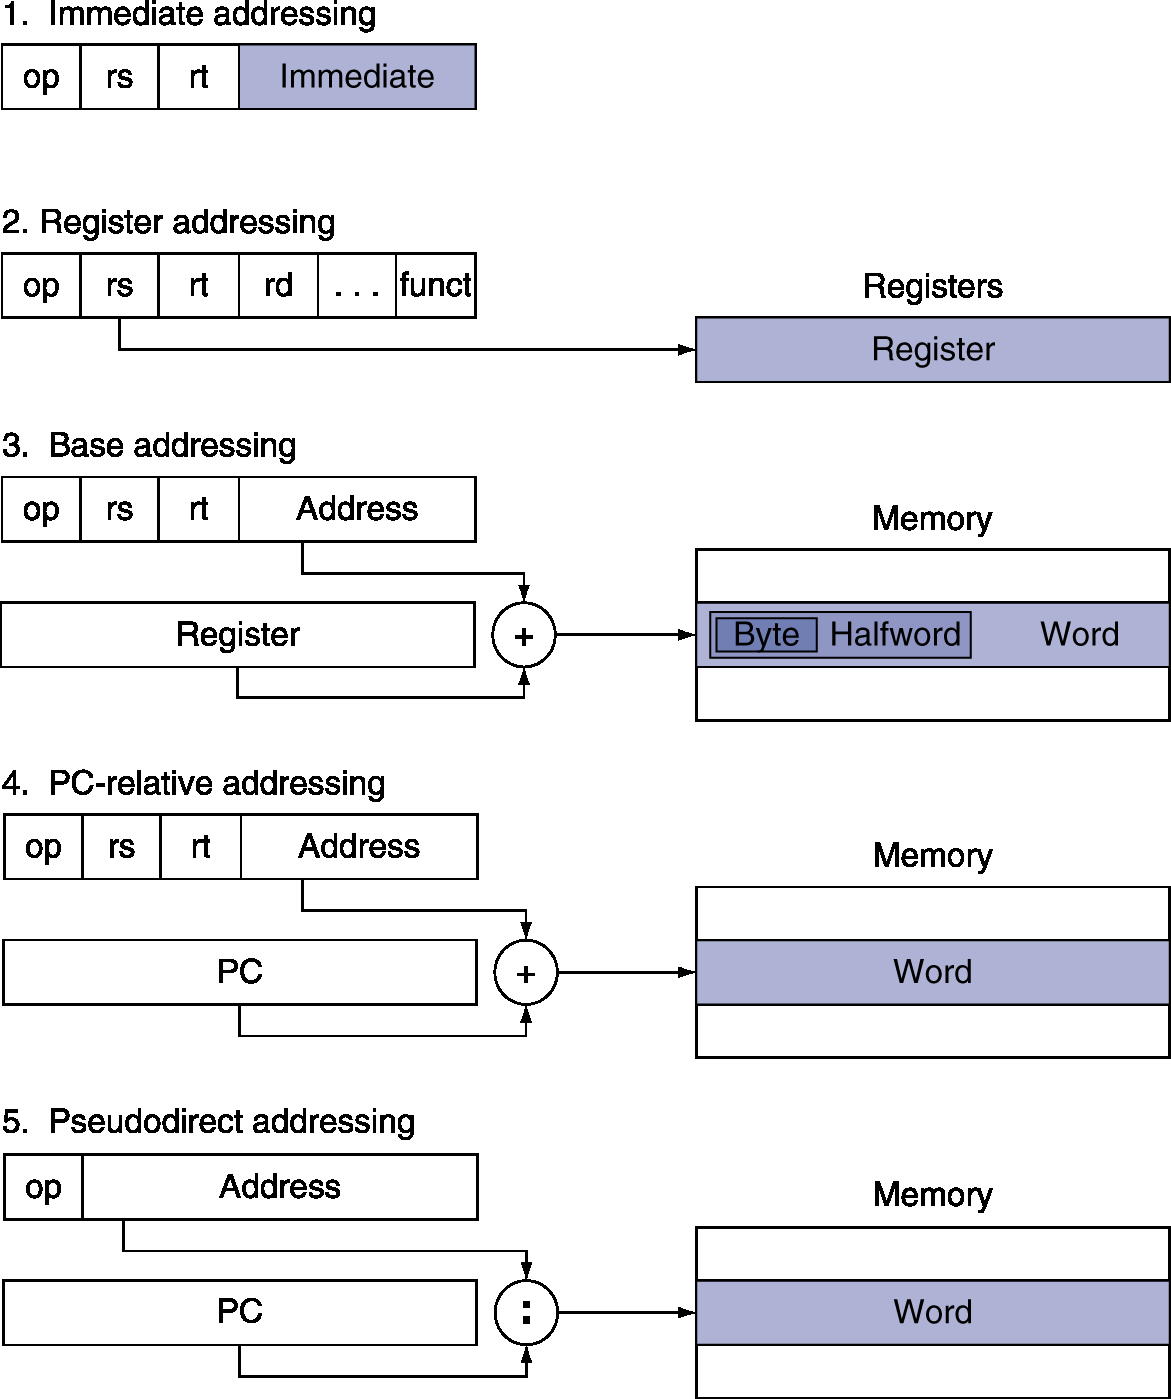 1. Immediate addressing
op rs rt Immediate
2. Register addressing
op rs rt rd . . . funct
Registers
Register
3. Base addressing
op rs rt Address
Memory
Register + Byte Halfword Word
4. PC-relative addressing
op rs rt Address
Memory
PC + Word
5. Pseudodirect addressing
op Address
Memory
PC : Word